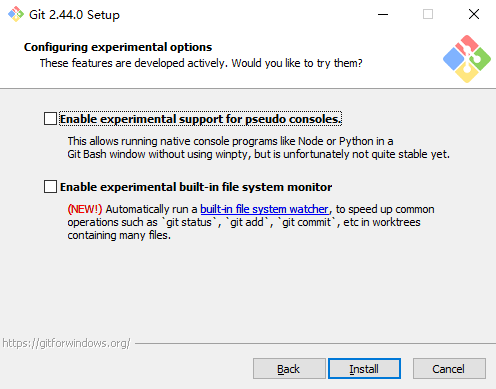 Git 2.44.0 Setup
Configuring experimental options
These features are developed actively. Would you like to try them?
Enable experimental support for pseudo consoles.
This allows running native console programs like Node or Python in a
Git Bash window without using winpty, but is unfortunately not quite stable yet.
Enable experimental built-in file system monitor
(NEW!) Automatically run a built-in file system watcher, to speed up common
operations such as `git status`, `git add`, `git commit`, etc in worktrees
containing many files.
https://gitforwindows.org/
Back
Install
Cancel